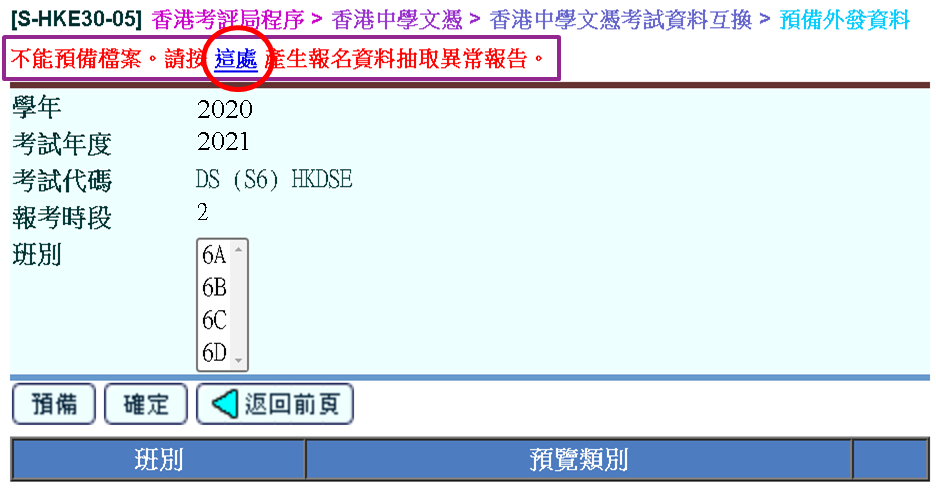 [S-HKE30-05] 香港考評局程序 > 香港中學文憑 > 香港中學文憑考試資料互換 > 預備外發資料
不能預備檔案。請按 這處 產生報名資料抽取異常報告。
學年 2020
考試年度 2021
考試代碼 DS (S6) HKDSE
報考時段 2
班別 6A
6B
6C
6D
預備 確定 返回前頁
班別 預覽類別